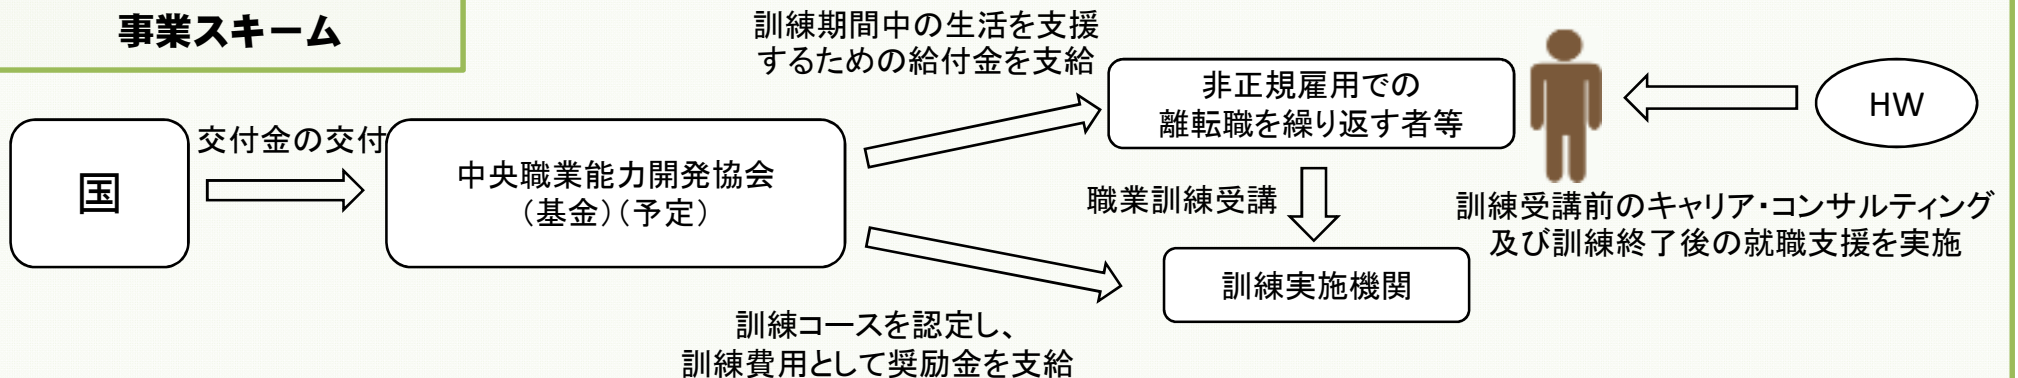 事業スキーム
訓練期間中の生活を支援
するための給付金を支給
国
交付金の交付
中央職業能力開発協会
(基金)(予定)
非正規雇用での
離転職を繰り返す者等
HW
職業訓練受講
訓練受講前のキャリア・コンサルティング
及び訓練終了後の就職支援を実施
訓練実施機関
訓練コースを認定し、
訓練費用として奨励金を支給